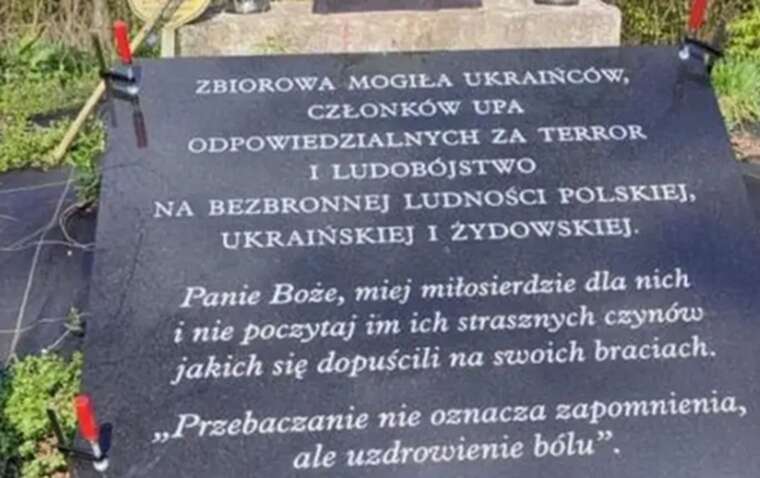 ZBIOROWA MOGIŁA UKRAIŃCÓW,
CZŁONKÓW UPA
ODPOWIEDZIALNYCH ZA TERROR
I LUDOBÓJSTWO
NA BEZBRONNEJ LUDNOŚCI POLSKIEJ,
UKRAIŃSKIEJ I ŻYDOWSKIEJ.
Panie Boże, miej miłosierdzie dla nich
i nie poczytaj im ich strasznych czynów
jakich się dopuścili na swoich braciach.
„Przebaczanie nie oznacza zapomnienia,
ale uzdrowienie bólu”.